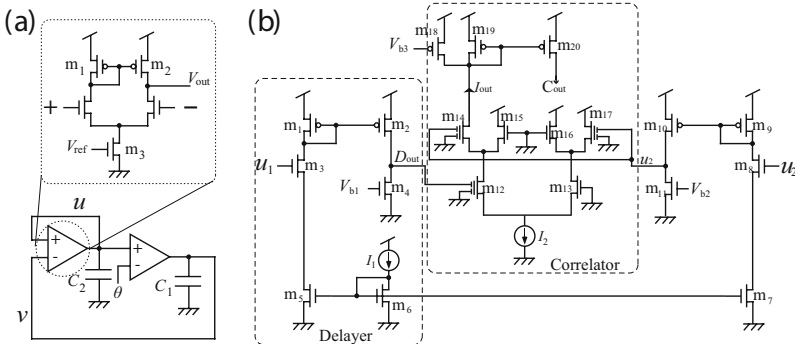 (a)
m1
m2
Vout
+
−
Vref
m3
u
+
−
C2
θ
+
−
C1
v
(b)
m18
m19
Vb3
m20
Iout
Cout
m14
m15
m16
m17
m1
m2
u1
m3
Dout
Vb1
m4
m12
m13
I2
Correlator
m10
m9
u2
m11
Vb2
m8
u2
I1
m5
m6
m7
Delayer